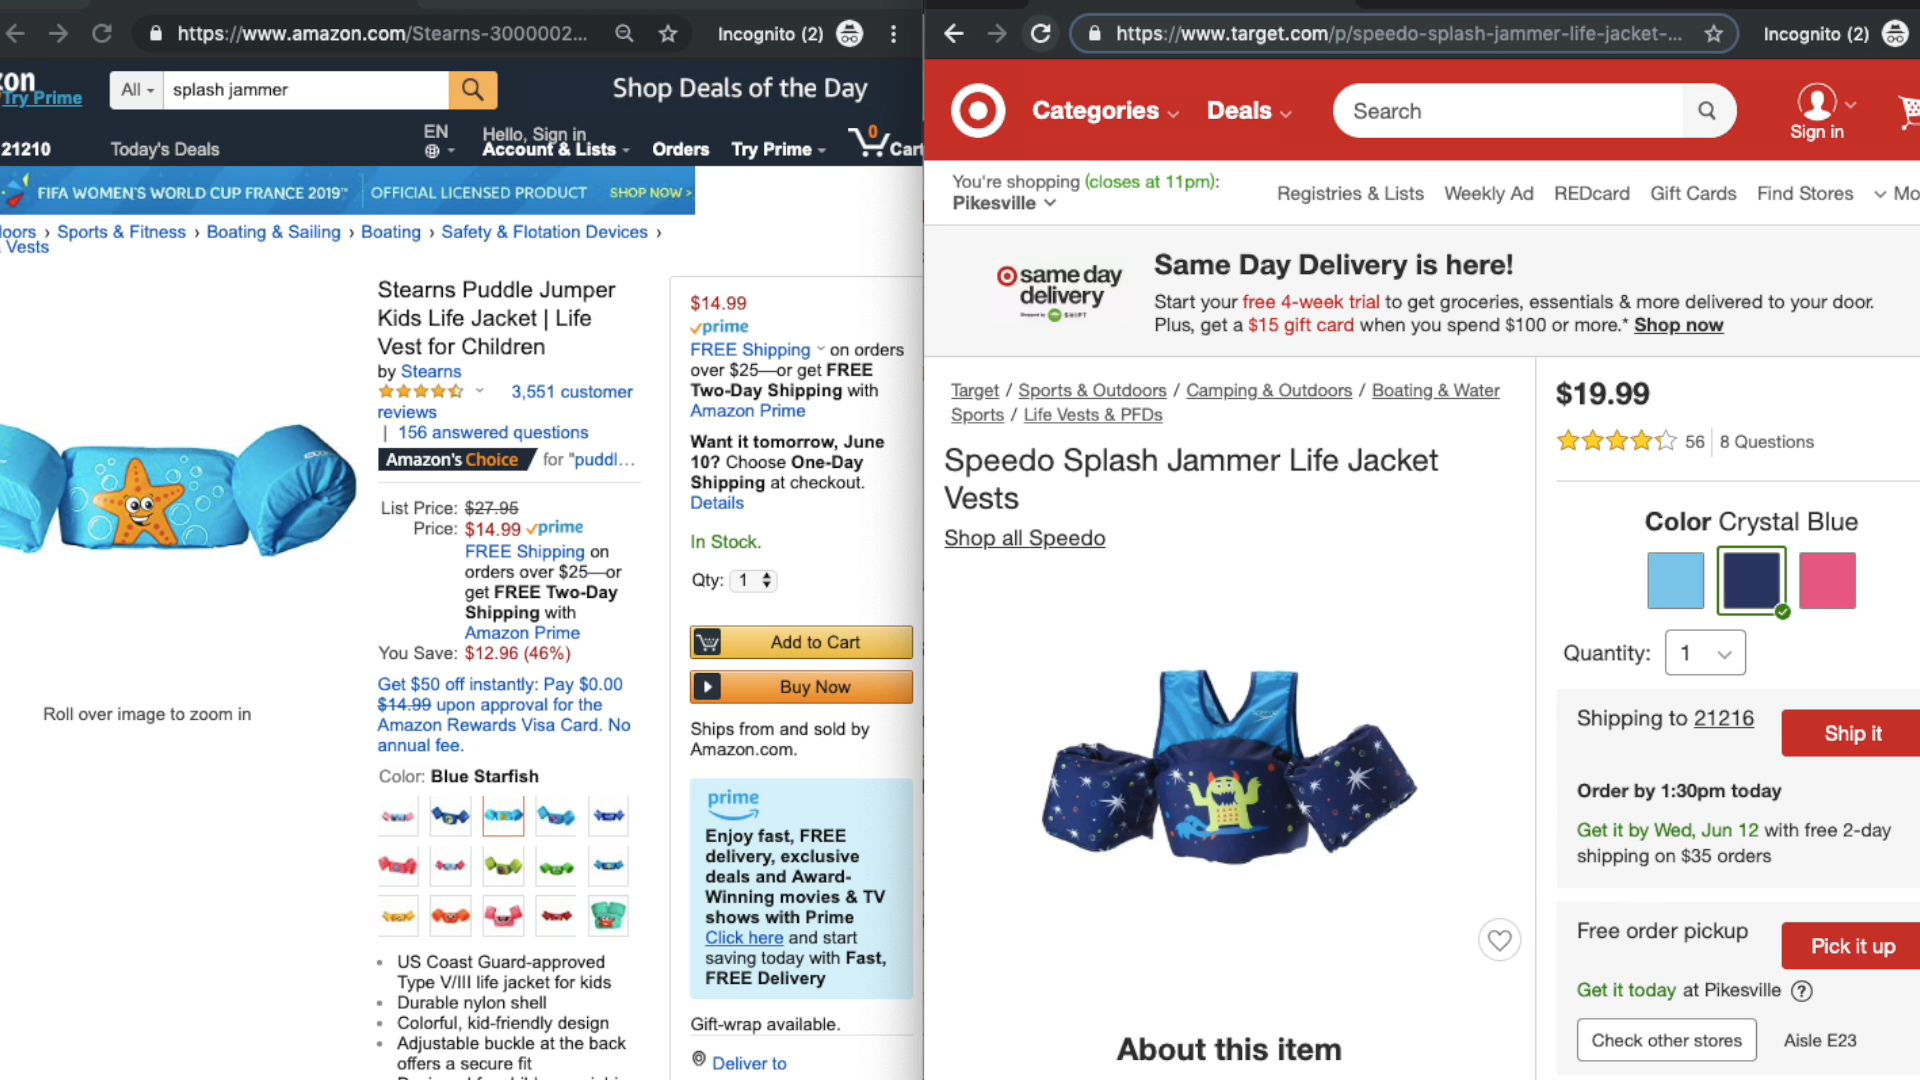 https://www.amazon.com/Stearns-3000002...
Incognito (2)
zon
Try Prime
All
splash jammer
Shop Deals of the Day
21210
Today's Deals
EN
Hello, Sign in
Account & Lists
Orders
Try Prime
0
Cart
FIFA WOMEN'S WORLD CUP FRANCE 2019™
OFFICIAL LICENSED PRODUCT
SHOP NOW >
oors › Sports & Fitness › Boating & Sailing › Boating › Safety & Flotation Devices ›
Vests
Stearns Puddle Jumper
Kids Life Jacket | Life
Vest for Children
by Stearns
3,551 customer
reviews
| 156 answered questions
Amazon's Choice for "puddl...
List Price: $27.95
Price: $14.99 prime
FREE Shipping on
orders over $25—or
get FREE Two-Day
Shipping with
Amazon Prime
You Save: $12.96 (46%)
Get $50 off instantly: Pay $0.00
$14.99 upon approval for the
Amazon Rewards Visa Card. No
annual fee.
Color: Blue Starfish
Roll over image to zoom in
• US Coast Guard-approved
Type V/III life jacket for kids
• Durable nylon shell
• Colorful, kid-friendly design
• Adjustable buckle at the back
offers a secure fit
$14.99
prime
FREE Shipping on orders
over $25—or get FREE
Two-Day Shipping with
Amazon Prime
Want it tomorrow, June
10? Choose One-Day
Shipping at checkout.
Details
In Stock.
Qty: 1
Add to Cart
Buy Now
Ships from and sold by
Amazon.com.
prime
Enjoy fast, FREE
delivery, exclusive
deals and Award-
Winning movies & TV
shows with Prime
Click here and start
saving today with Fast,
FREE Delivery
Gift-wrap available.
Deliver to
https://www.target.com/p/speedo-splash-jammer-life-jacket-...
Incognito (2)
Categories
Deals
Search
Sign in
You're shopping (closes at 11pm):
Pikesville
Registries & Lists
Weekly Ad
REDcard
Gift Cards
Find Stores
Mo
same day
delivery
SHIPT
Same Day Delivery is here!
Start your free 4-week trial to get groceries, essentials & more delivered to your door.
Plus, get a $15 gift card when you spend $100 or more.* Shop now
Target / Sports & Outdoors / Camping & Outdoors / Boating & Water
Sports / Life Vests & PFDs
Speedo Splash Jammer Life Jacket
Vests
Shop all Speedo
About this item
$19.99
56
8 Questions
Color Crystal Blue
Quantity: 1
Shipping to 21216
Ship it
Order by 1:30pm today
Get it by Wed, Jun 12 with free 2-day
shipping on $35 orders
Free order pickup
Pick it up
Get it today at Pikesville ?
Check other stores
Aisle E23